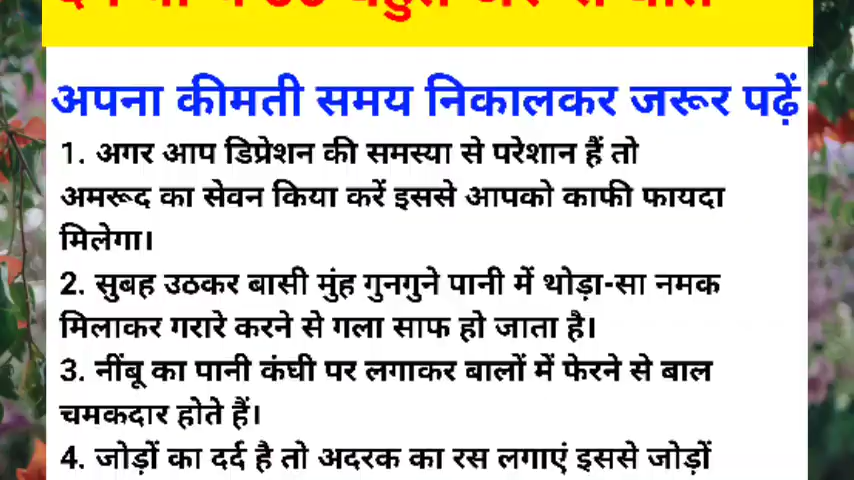 अपना कीमती समय निकालकर जरूर पढ़ें
1. अगर आप डिप्रेशन की समस्या से परेशान हैं तो
अमरूद का सेवन किया करें इससे आपको काफी फायदा
मिलेगा।
2. सुबह उठकर बासी मुंह गुनगुने पानी में थोड़ा-सा नमक
मिलाकर गरारे करने से गला साफ हो जाता है।
3. नींबू का पानी कंघी पर लगाकर बालों में फेरने से बाल
चमकदार होते हैं।
4. जोड़ों का दर्द है तो अदरक का रस लगाएं इससे जोड़ों